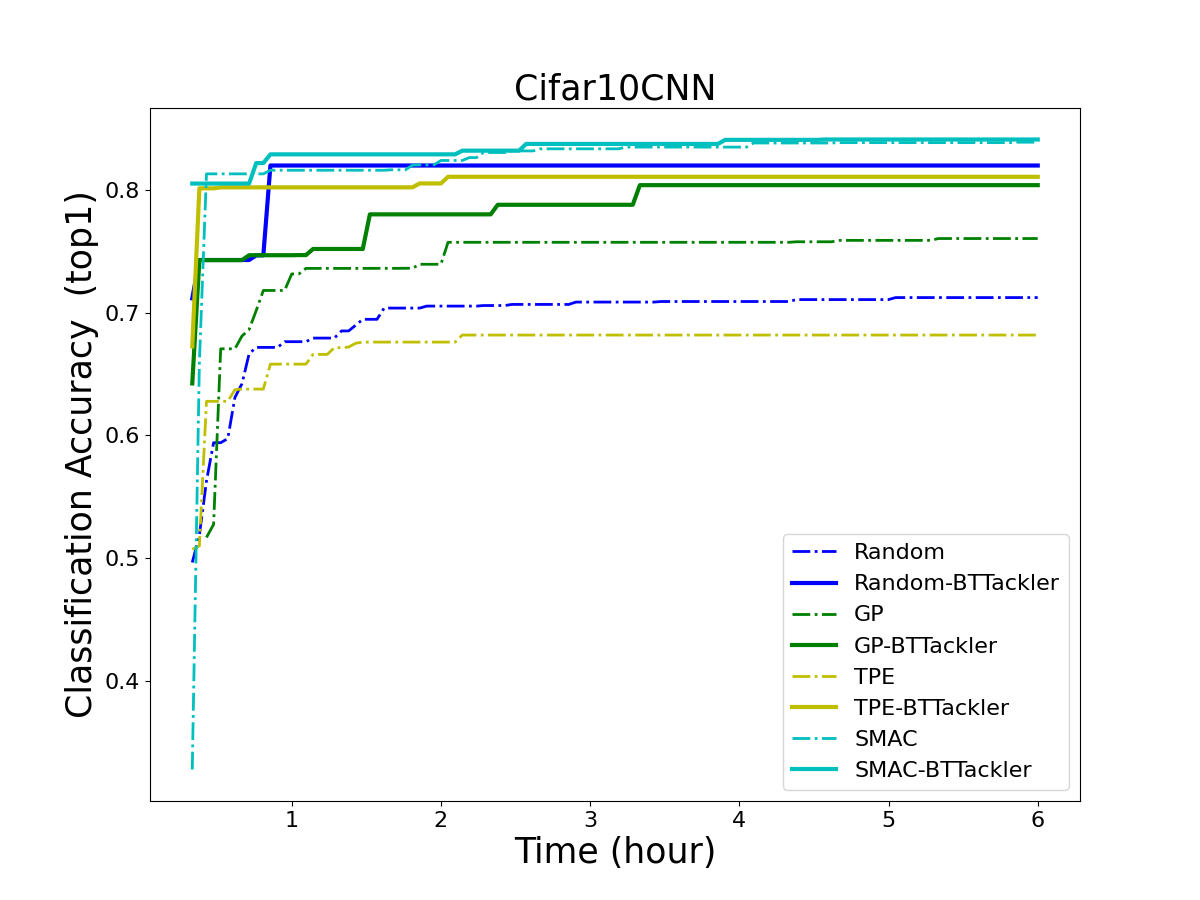 Cifar10CNN
Classification Accuracy (top1)
0.8
0.7
0.6
0.5
0.4
Random
Random-BTTackler
GP
GP-BTTackler
TPE
TPE-BTTackler
SMAC
SMAC-BTTackler
1 2 3 4 5 6
Time (hour)